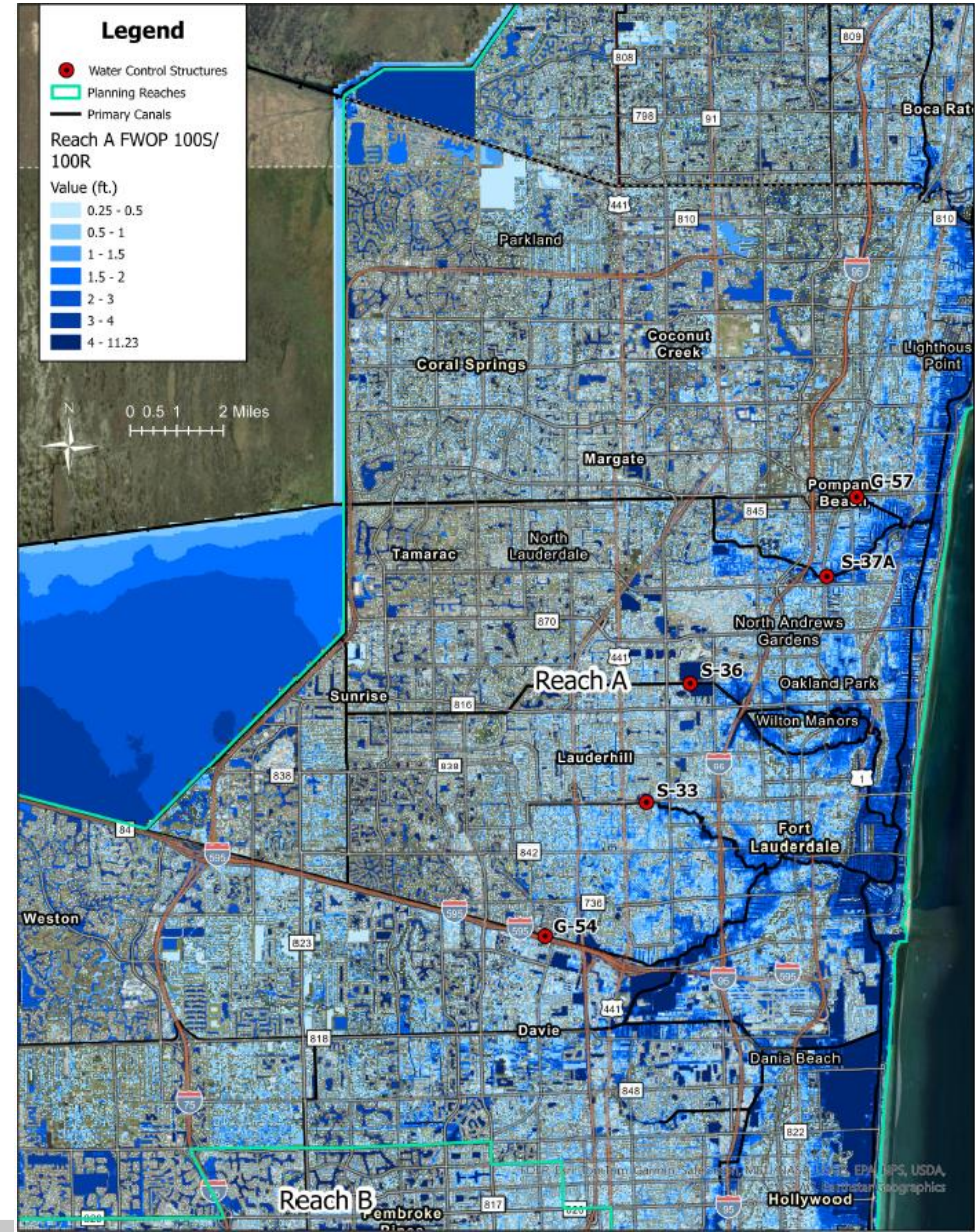 Legend
Water Control Structures
Planning Reaches
Primary Canals
Reach A FWOP 100S/
100R
Value (ft.)
0.25 - 0.5
0.5 - 1
1 - 1.5
1.5 - 2
2 - 3
3 - 4
4 - 11.23
N
0 0.5 1 2 Miles
809
808
798
91
Boca Rat
441
810
810
Parkland
95
Coconut
Creek
Lighthous
Point
Coral Springs
Margate
Pompan
Beach
G-57
845
North
Lauderdale
Tamarac
S-37A
870
North Andrews
Gardens
441
S-36
Reach A
Oakland Park
Sunrise
816
Wilton Manors
Lauderhill
838
838
1
S-33
84
Fort
Lauderdale
595
842
736
Weston
595
595
G-54
823
95
595
441
Davie
818
Dania Beach
848
75
822
Reach B
817
Pembroke
Hollywood
95